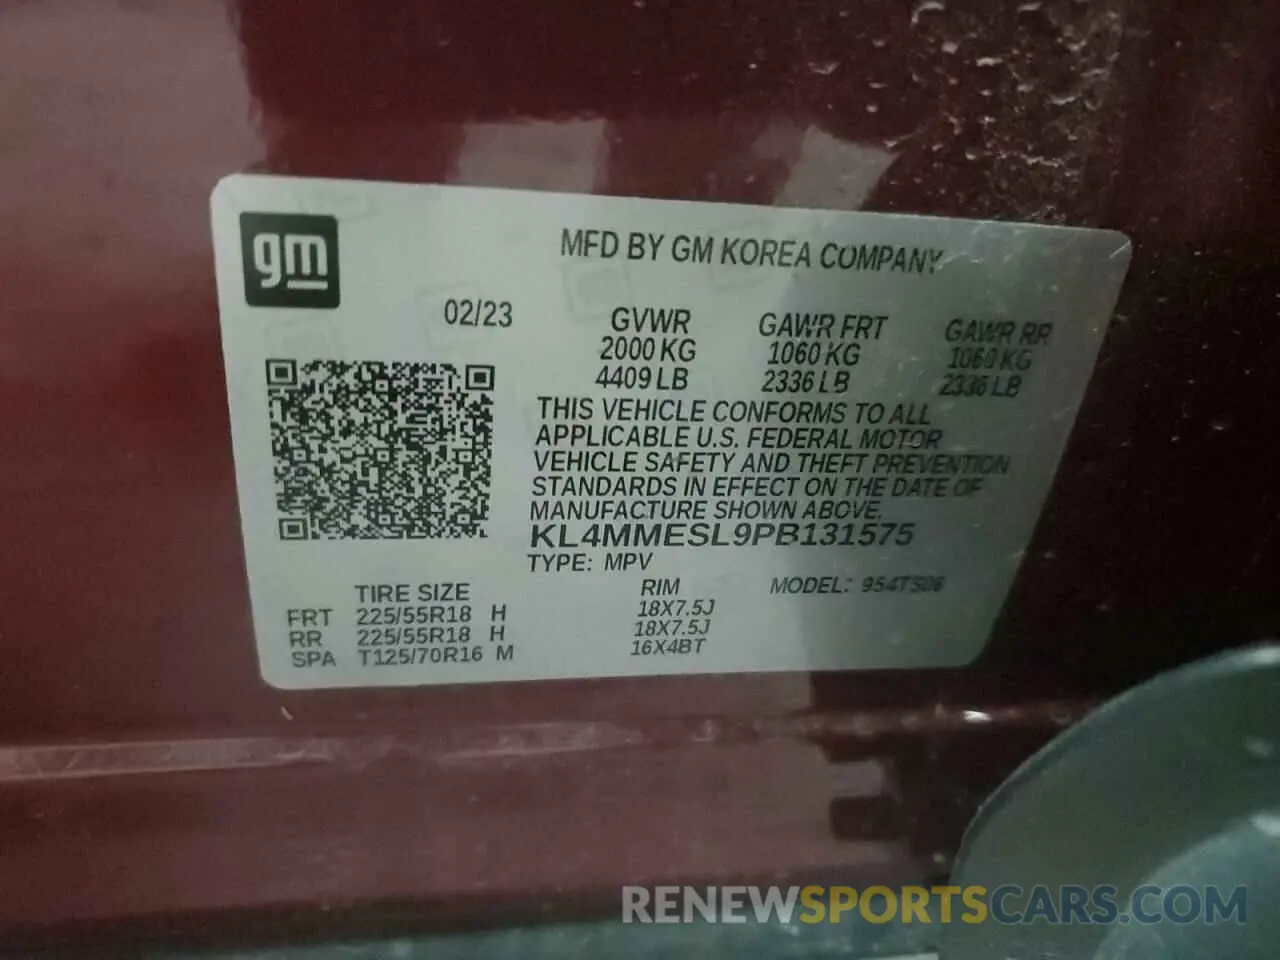 gm
MFD BY GM KOREA COMPANY
02/23 GVWR GAWR FRT GAWR RR
2000 KG 1060 KG 1060 KG
4409 LB 2336 LB 2336 LB
THIS VEHICLE CONFORMS TO ALL
APPLICABLE U.S. FEDERAL MOTOR
VEHICLE SAFETY AND THEFT PREVENTION
STANDARDS IN EFFECT ON THE DATE OF
MANUFACTURE SHOWN ABOVE.
KL4MMESL9PB131575
TYPE: MPV
TIRE SIZE RIM MODEL: 954TS06
FRT 225/55R18 H 18X7.5J
RR 225/55R18 H 18X7.5J
SPA T125/70R16 M 16X4BT
RENEWSPORTSCARS.COM